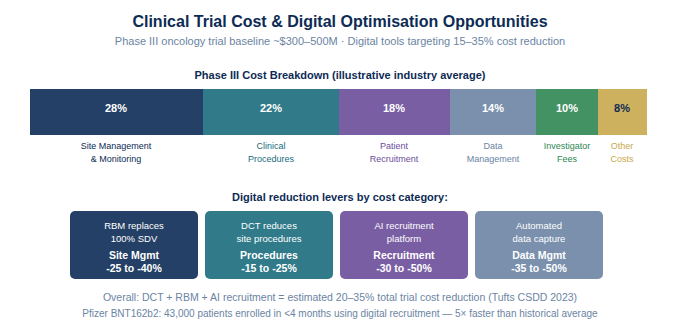 Clinical Trial Cost & Digital Optimisation Opportunities
Phase III oncology trial baseline ~$300–500M · Digital tools targeting 15–35% cost reduction
Phase III Cost Breakdown (illustrative industry average)
28% 22% 18% 14% 10% 8%
Site Management Clinical Patient Data Investigator Other
& Monitoring Procedures Recruitment Management Fees Costs
Digital reduction levers by cost category:
RBM replaces
100% SDV
Site Mgmt
-25 to -40%
DCT reduces
site procedures
Procedures
-15 to -25%
AI recruitment
platform
Recruitment
-30 to -50%
Automated
data capture
Data Mgmt
-35 to -50%
Overall: DCT + RBM + AI recruitment = estimated 20–35% total trial cost reduction (Tufts CSDD 2023)
Pfizer BNT162b2: 43,000 patients enrolled in <4 months using digital recruitment — 5× faster than historical average